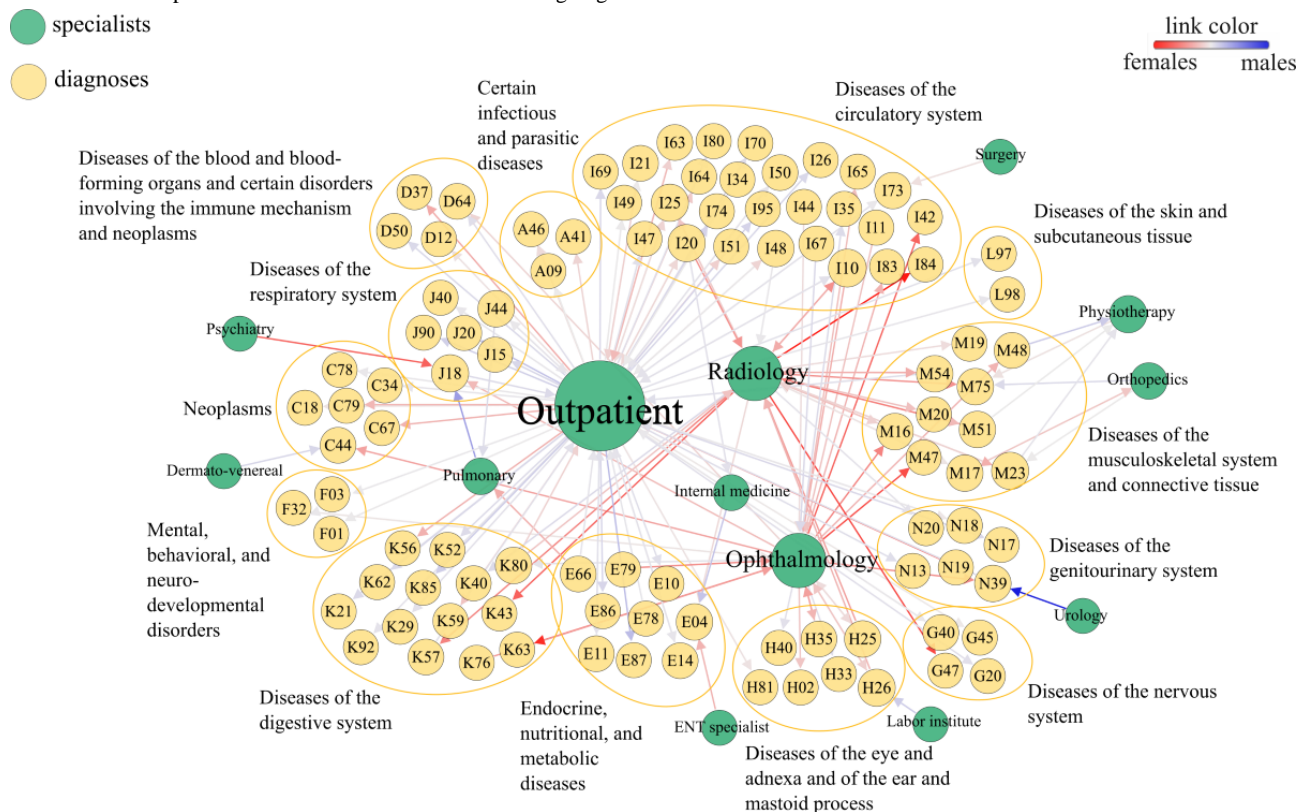 specialists
diagnoses
link color
females males
Certain
infectious
and parasitic
diseases
Diseases of the
circulatory system
Diseases of the blood and blood-
forming organs and certain disorders
involving the immune mechanism
and neoplasms
Surgery
Diseases of the skin and
subcutaneous tissue
I69
I21
I63
I80
I70
I26
I65
I73
I64
I34
I50
I49
I25
I74
I95
I44
I35
I42
I11
I47
I20
I51
I48
I67
I10
I83
I84
D37
D64
D50
D12
A46
A41
A09
L97
L98
Diseases of the
respiratory system
J40
J44
J90
J20
J15
J18
Psychiatry
Physiotherapy
Radiology
Orthopedics
Outpatient
M19
M48
M54
M75
M20
M51
M16
M47
M17
M23
Diseases of the
musculoskeletal system
and connective tissue
Neoplasms
C78
C34
C18
C79
C67
C44
Dermato-venereal
Pulmonary
Internal medicine
Ophthalmology
F03
F32
F01
Mental,
behavioral, and
neuro-
developmental
disorders
N20
N18
N17
N13
N19
N39
Diseases of the
genitourinary system
Urology
K56
K52
K80
K62
K85
K40
K21
K29
K59
K43
K92
K57
K76
K63
Diseases of the
digestive system
E66
E79
E10
E86
E78
E04
E11
E87
E14
Endocrine,
nutritional, and
metabolic
diseases
ENT specialist
H40
H35
H25
H33
H81
H02
H26
Labor institute
Diseases of the eye and
adnexa and of the ear and
mastoid process
G40
G45
G47
G20
Diseases of the nervous
system